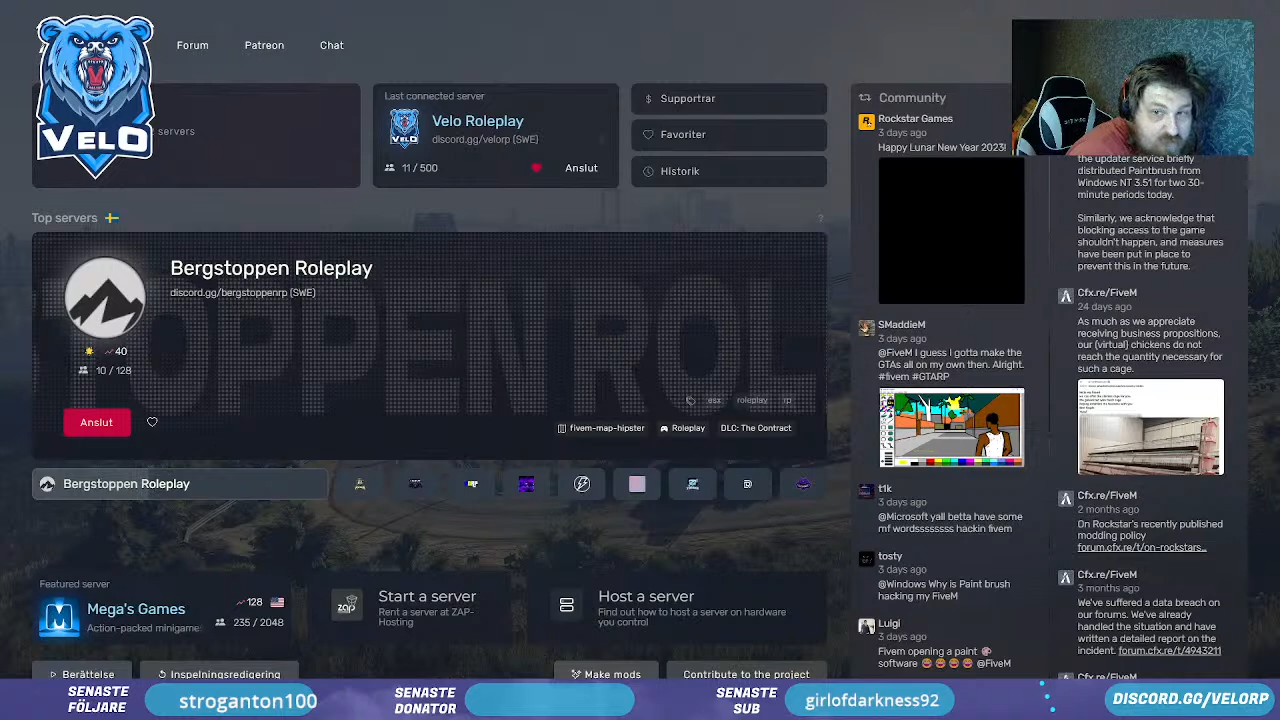 VELO
Forum
Patreon
Chat
servers
Last connected server
Velo Roleplay
discord.gg/velorp (SWE)
11 / 500
Anslut
Supportrar
Favoriter
Historik
Top servers
?
Bergstoppen Roleplay
discord.gg/bergstoppenrp (SWE)
40
10 / 128
Anslut
roleplay
rp
fivem-map-hipster
Roleplay
DLC: The Contract
Bergstoppen Roleplay
Featured server
Mega's Games
Action-packed minigame
128
235 / 2048
Start server
Rent a server at ZAP-
hosting
Host a server
Find out how to host a server on hardware
you control
Berättelse
Inspelningsredigering
Make mods
Contribute to the project
Community
Rockstar Games
3 days ago
Happy Lunar New Year 2023!
SMaddieM
3 days ago
@FiveM I guess I gotta make the
GTAs all on my own then. Alright.
#fivem #GTARP
t1k
3 days ago
@Microsoft yall betta have some
mf wordsssssss hackin fivem
tosty
3 days ago
@Windows Why is Paint brush
hacking my FiveM
Luigi
3 days ago
Fivem opening a paint
software @FiveM
the updater service briefly
distributed Paintbrush from
Windows NT 3.51 for two 30-
minute periods today.
Similarly, we acknowledge that
blocking access to the game
shouldn't happen, and measures
have been put in place to
prevent this in the future.
Cfx.re/FiveM
24 days ago
As much as we appreciate
receiving business propositions,
our (virtual) chickens do not
reach the quantity necessary for
such a cage.
Cfx.re/FiveM
2 months ago
On Rockstar's recently published
modding policy
forum.cfx.re/t/on-rockstars…
Cfx.re/FiveM
3 months ago
We've suffered a data breach on
our forums. We've already
handled the situation and have
written a detailed report on the
incident. forum.cfx.re/t/4943211
Cfx.re/FiveM
SENASTE
FÖLJARE
stroganton100
SENASTE
DONATOR
SENASTE
SUB
girlofdarkness92
DISCORD.GG/VELORP